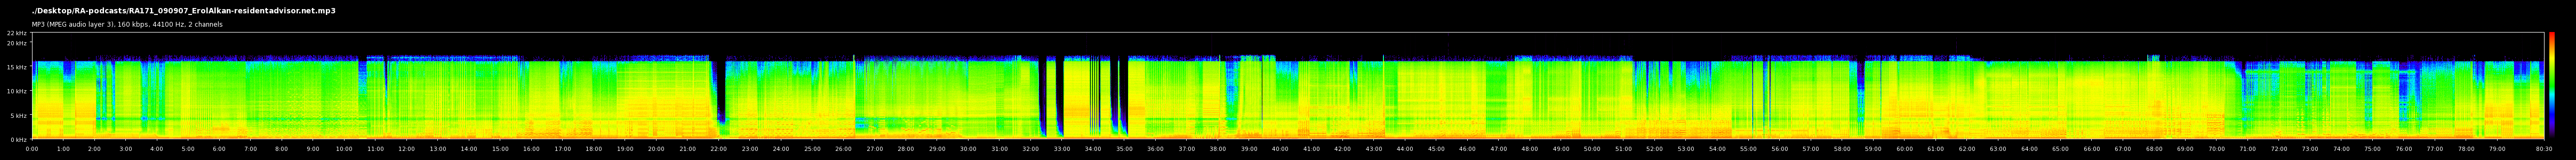 ./Desktop/RA-podcasts/RA171_090907_ErolAlkan-residentadvisor.net.mp3
MP3 (MPEG audio layer 3), 160 kbps, 44100 Hz, 2 channels
22 kHz
20 kHz
15 kHz
10 kHz
5 kHz
0 kHz
0:00 1:00 2:00 3:00 4:00 5:00 6:00 7:00 8:00 9:00 10:00 11:00 12:00 13:00 14:00 15:00 16:00 17:00 18:00 19:00 20:00 21:00 22:00 23:00 24:00 25:00 26:00 27:00 28:00 29:00 30:00 31:00 32:00 33:00 34:00 35:00 36:00 37:00 38:00 39:00 40:00 41:00 42:00 43:00 44:00 45:00 46:00 47:00 48:00 49:00 50:00 51:00 52:00 53:00 54:00 55:00 56:00 57:00 58:00 59:00 60:00 61:00 62:00 63:00 64:00 65:00 66:00 67:00 68:00 69:00 70:00 71:00 72:00 73:00 74:00 75:00 76:00 77:00 78:00 79:00 80:30